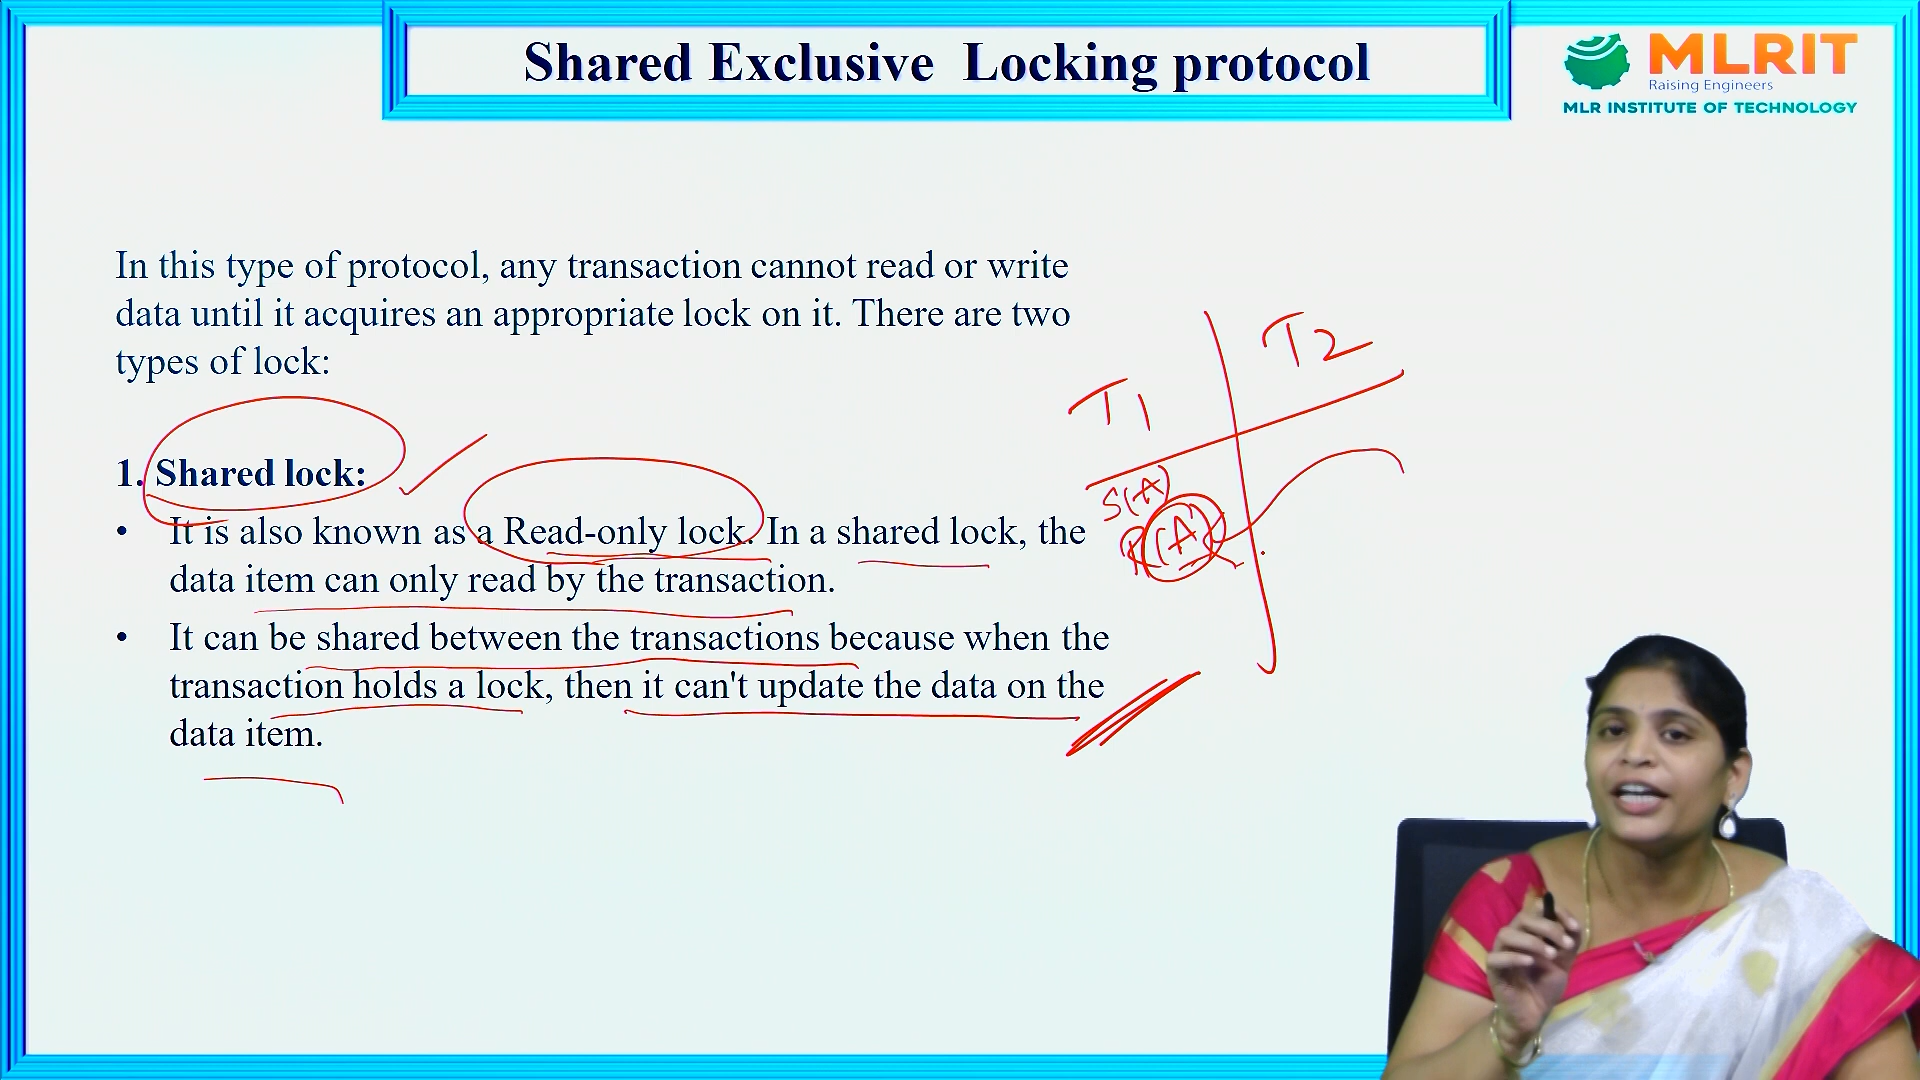 Shared Exclusive Locking protocol
MLRIT
Raising Engineers
MLR INSTITUTE OF TECHNOLOGY
In this type of protocol, any transaction cannot read or write
data until it acquires an appropriate lock on it. There are two
types of lock:
1. Shared lock:
• It is also known as a Read-only lock. In a shared lock, the
data item can only read by the transaction.
• It can be shared between the transactions because when the
transaction holds a lock, then it can't update the data on the
data item.
T1 T2
S(A)
R(A)